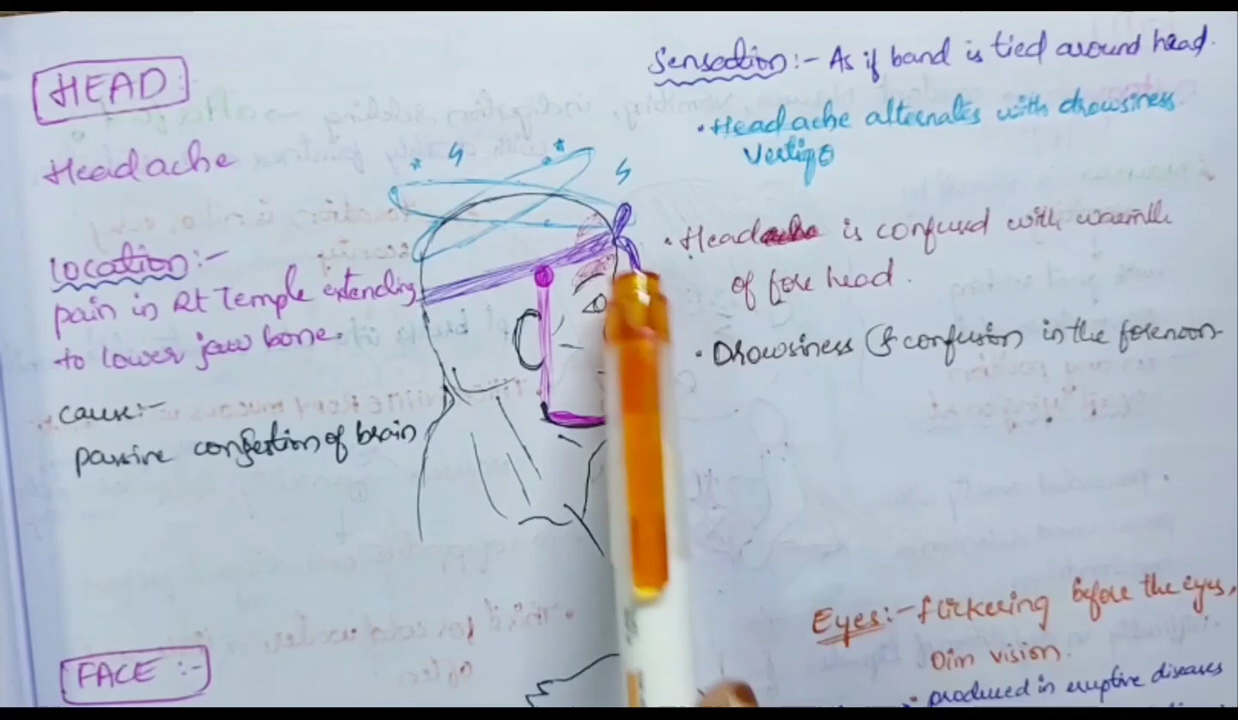 HEAD
Headache
Location:-
pain in Rt Temple extending
to lower jaw bone.
cause:-
passive congestion of brain
Sensation:- As if band is tied around head.
• Headache alternates with drowsiness
Vertigo
• Head is confused with warmth
of fore head.
• Drowsiness & confusion in the forenoon
Eyes:- flickering before the eyes,
Dim vision.
• produced in eruptive diseases
FACE :-